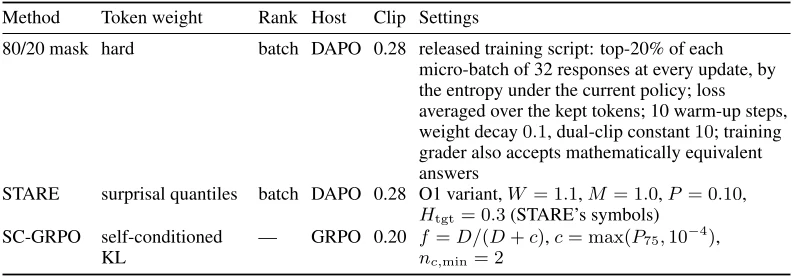 Method Token weight Rank Host Clip Settings
80/20 mask hard batch DAPO 0.28 released training script: top-20% of each
micro-batch of 32 responses at every update, by
the entropy under the current policy; loss
averaged over the kept tokens; 10 warm-up steps,
weight decay 0.1, dual-clip constant 10; training
grader also accepts mathematically equivalent
answers
STARE surprisal quantiles batch DAPO 0.28 O1 variant, W = 1.1, M = 1.0, P = 0.10,
H_tgt = 0.3 (STARE's symbols)
SC-GRPO self-conditioned — GRPO 0.20 f = D/(D + c), c = max(P_75, 10^−4),
KL n_c,min = 2